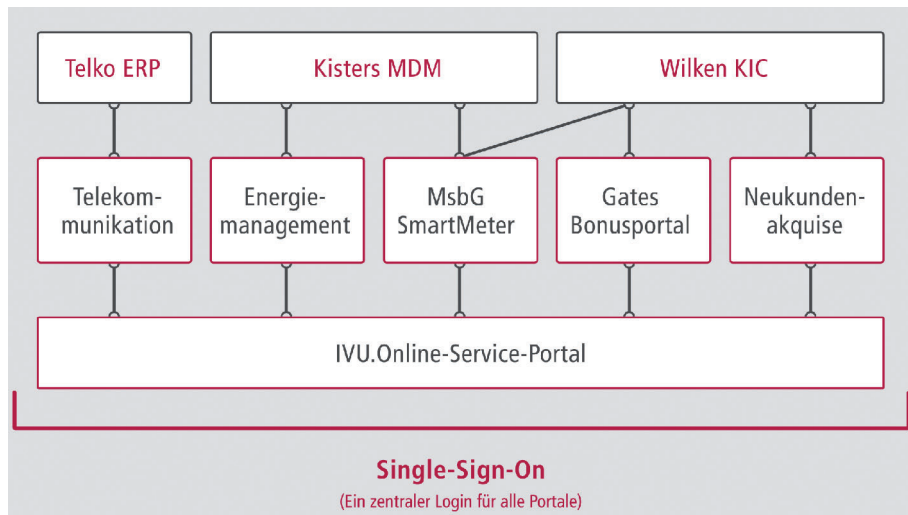 Telko ERP
Kisters MDM
Wilken KIC
Telekom-
munikation
Energie-
management
MsbG
SmartMeter
Gates
Bonusportal
Neukunden-
akquise
IVU.Online-Service-Portal
Single-Sign-On
(Ein zentraler Login für alle Portale)